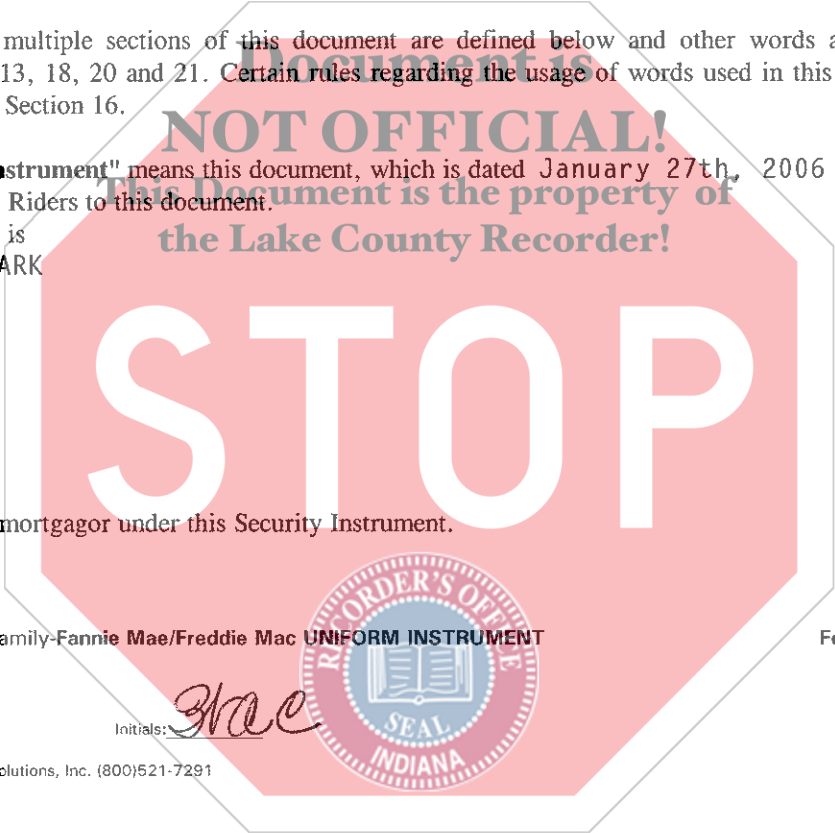 multiple sections of this document are defined below and other words a
Document is
13, 18, 20 and 21. Certain rules regarding the usage of words used in this
Section 16.
NOT OFFICIAL!
nstrument" means this document, which is dated January 27th, 2006
This Document is the property of
Riders to this document.
is
the Lake County Recorder!
ARK
STOP
mortgagor under this Security Instrument.
RECORDER'S OFFICE
amily-Fannie Mae/Freddie Mac UNIFORM INSTRUMENT
Fe
Initials:
SEAL
INDIANA
olutions, Inc. (800)521-7291